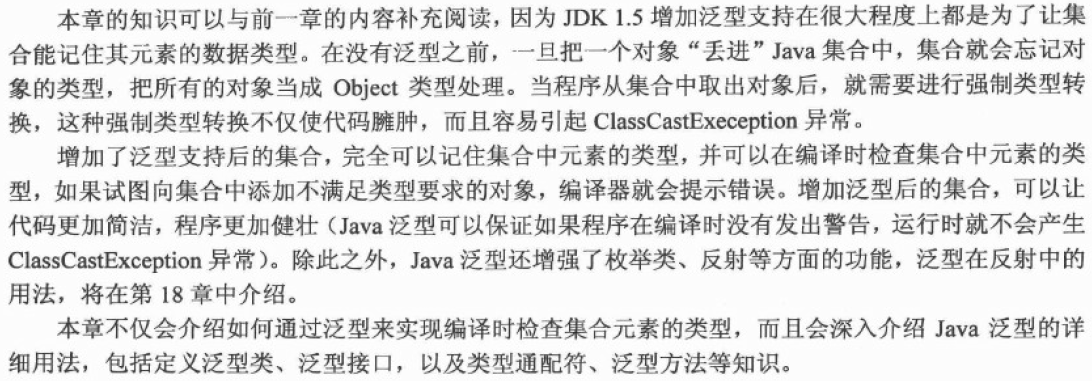 本章的知识可以与前一章的内容补充阅读，因为 JDK 1.5 增加泛型支持在很大程度上都是为了让集
合能记住其元素的数据类型。在没有泛型之前，一旦把一个对象“丢进”Java 集合中，集合就会忘记对
象的类型，把所有的对象当成 Object 类型处理。当程序从集合中取出对象后，就需要进行强制类型转
换，这种强制类型转换不仅使代码臃肿，而且容易引起 ClassCastExeception 异常。
增加了泛型支持后的集合，完全可以记住集合中元素的类型，并可以在编译时检查集合中元素的类
型，如果试图向集合中添加不满足类型要求的对象，编译器就会提示错误。增加泛型后的集合，可以让
代码更加简洁，程序更加健壮（Java 泛型可以保证如果程序在编译时没有发出警告，运行时就不会产生
ClassCastException 异常）。除此之外，Java 泛型还增强了枚举类、反射等方面的功能，泛型在反射中的
用法，将在第 18 章中介绍。
本章不仅会介绍如何通过泛型来实现编译时检查集合元素的类型，而且会深入介绍 Java 泛型的详
细用法，包括定义泛型类、泛型接口，以及类型通配符、泛型方法等知识。